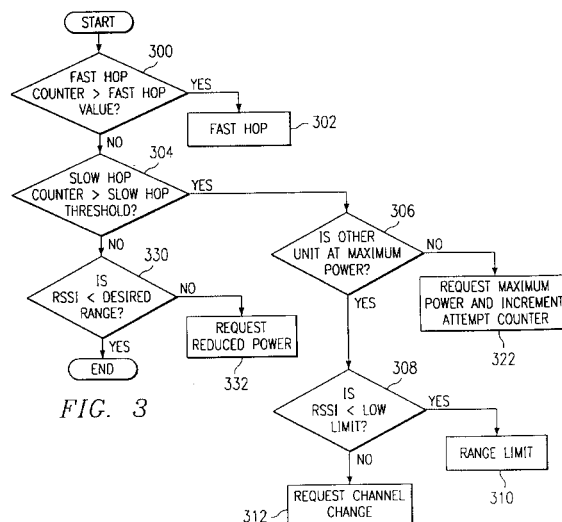 START
300
FAST HOP
COUNTER > FAST HOP
VALUE?
YES
FAST HOP
302
NO
304
SLOW HOP
COUNTER > SLOW HOP
THRESHOLD?
YES
306
IS OTHER
UNIT AT MAXIMUM
POWER?
NO
REQUEST MAXIMUM
POWER AND INCREMENT
ATTEMPT COUNTER
322
NO
330
IS
RSSI < DESIRED
RANGE?
NO
REQUEST
REDUCED POWER
332
YES
END
YES
308
IS
RSSI < LOW
LIMIT?
YES
RANGE LIMIT
310
NO
REQUEST CHANNEL
CHANGE
312
FIG. 3